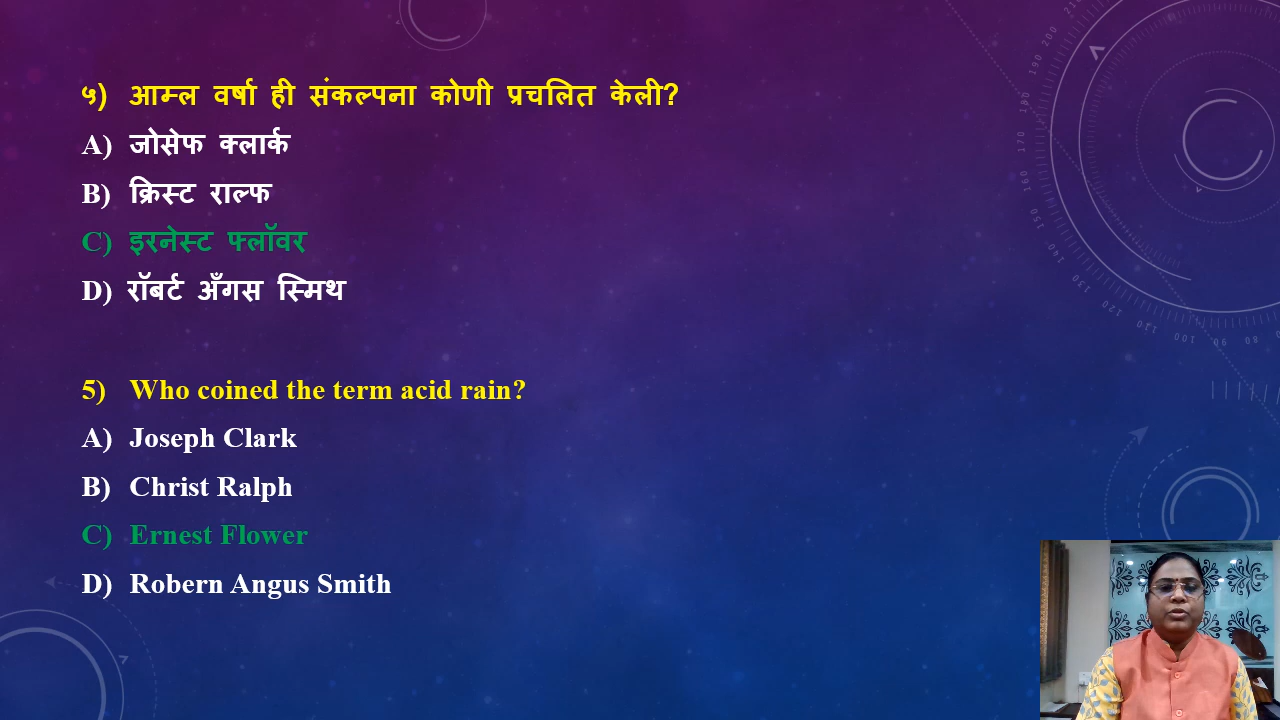 ५) आम्ल वर्षा ही संकल्पना कोणी प्रचलित केली?
A) जोसेफ क्लार्क
B) क्रिस्ट राल्फ
C) इरनेस्ट फ्लॉवर
D) रॉबर्ट अँगस स्मिथ
5) Who coined the term acid rain?
A) Joseph Clark
B) Christ Ralph
C) Ernest Flower
D) Robern Angus Smith